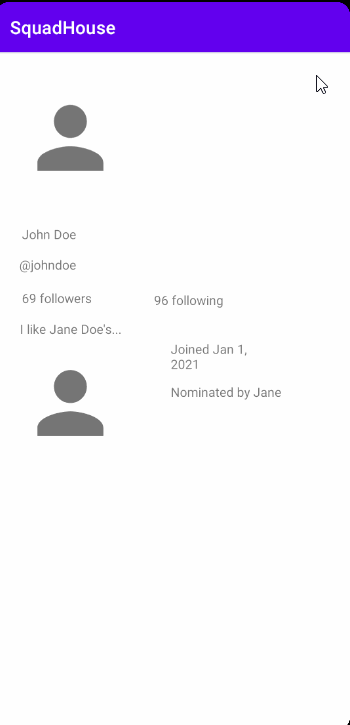 SquadHouse
John Doe
@johndoe
69 followers
96 following
I like Jane Doe's...
Joined Jan 1,
2021
Nominated by Jane